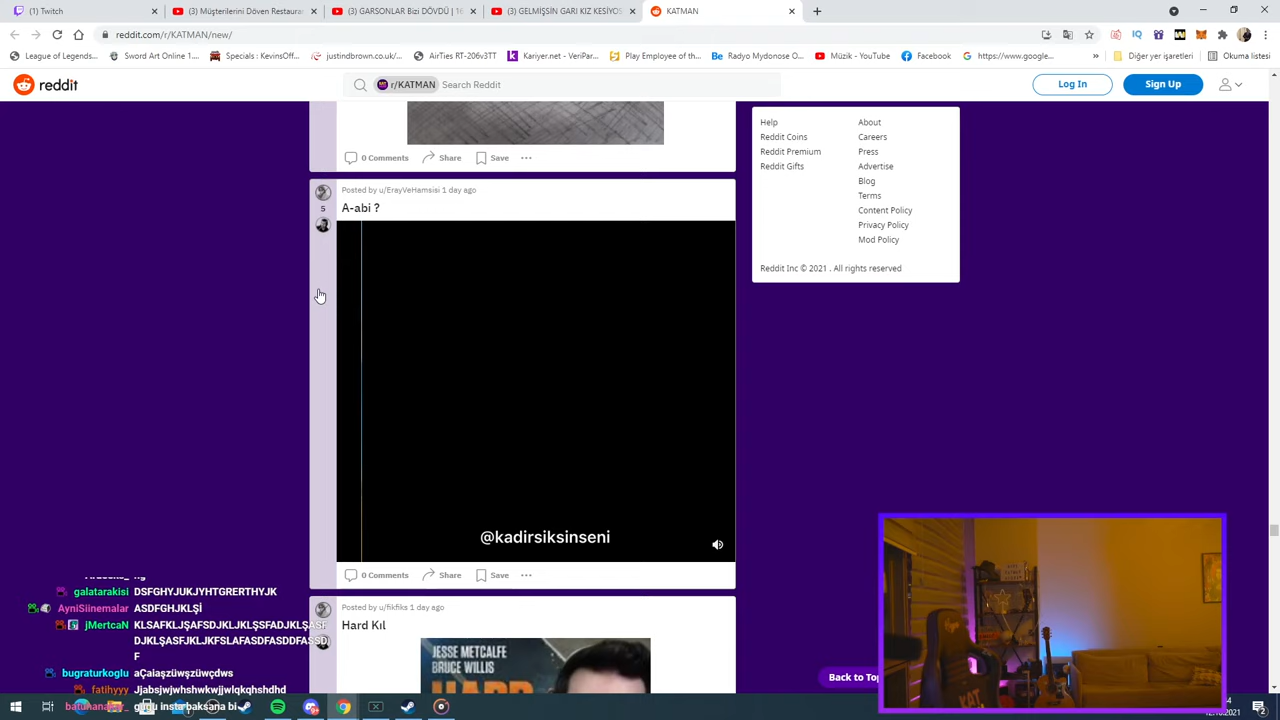 (1) Twitch
(3) Müşterilerini Döven Restaura
(3) GARSONLAR Bizi DÖVDÜ | 16
(3) GELMİŞSİN GARI KIZ KESİYOS
KATMAN
reddit.com/r/KATMAN/new/
League of Legends...
Sword Art Online 1....
Specials : KevinsOff...
justindbrown.co.uk/...
AirTies RT-206v3TT
Kariyer.net - VeriPar...
Play Employee of th...
Radyo Mydonose O...
Müzik - YouTube
Facebook
https://www.google...
»
Diğer yer işaretleri
Okuma listesi
reddit
r/KATMAN Search Reddit
Log In
Sign Up
0 Comments Share Save
Posted by u/ErayVeHamsisi 1 day ago
5
A-abi ?
@kadirsiksinseni
0 Comments Share Save
Posted by u/fikfiks 1 day ago
Hard Kıl
JESSE METCALFE
BRUCE WILLIS
Help
Reddit Coins
Reddit Premium
Reddit Gifts
About
Careers
Press
Advertise
Blog
Terms
Content Policy
Privacy Policy
Mod Policy
Reddit Inc © 2021 . All rights reserved
Back to Top
galatarakisi DSFGHYJUKJYHTGRERTHYJK
AyniSiinemalar ASDFGHJKLŞİ
jMertcaN KLSAFKLJŞAFSDJKLJKLŞSFADJKLŞASF
DJKLŞASFJKLJKFSLAFASDFASDDFASSD
F
bugraturkoglu aÇalaşzüwşzüwçwds
fatihyyy Jjabsjwjwhshwkwjjwlqkqhshdhd